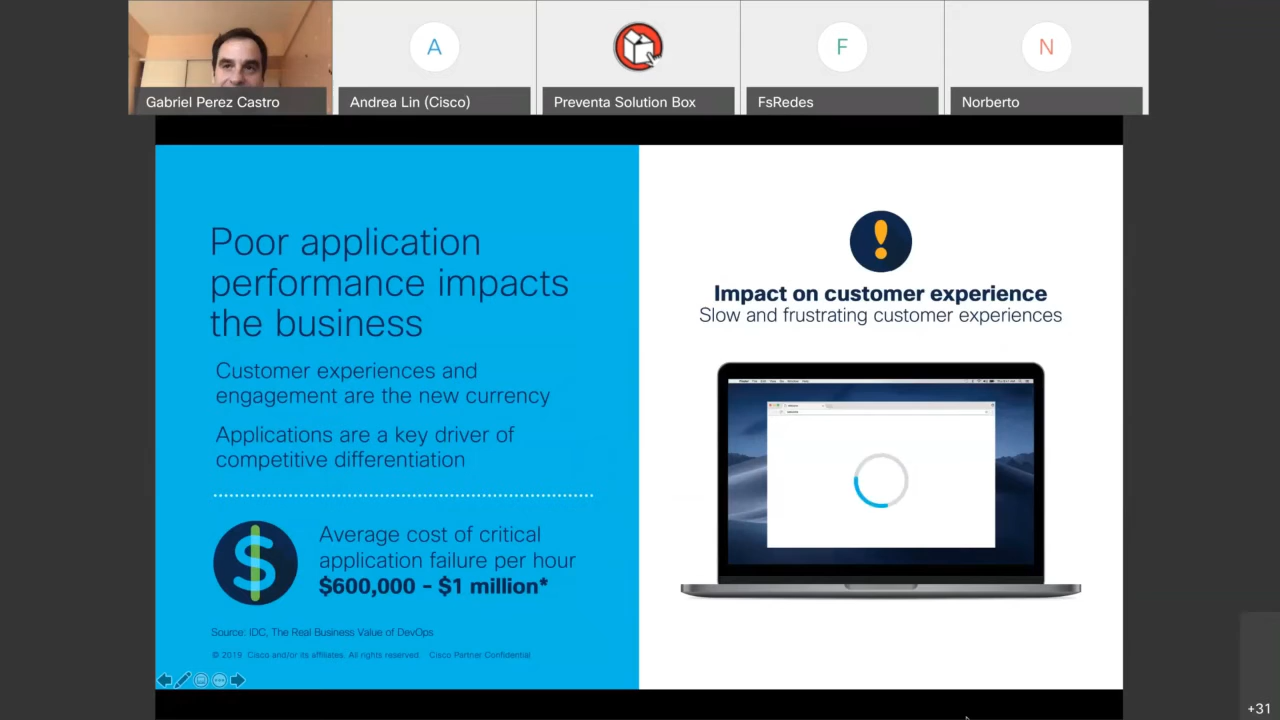 A
F
N
Gabriel Perez Castro
Andrea Lin (Cisco)
Preventa Solution Box
FsRedes
Norberto
Poor application
performance impacts
the business
Customer experiences and
engagement are the new currency
Applications are a key driver of
competitive differentiation
$
Average cost of critical
application failure per hour
$600,000 - $1 million*
Source: IDC, The Real Business Value of DevOps
© 2019 Cisco and/or its affiliates. All rights reserved. Cisco Partner Confidential
!
Impact on customer experience
Slow and frustrating customer experiences
+31